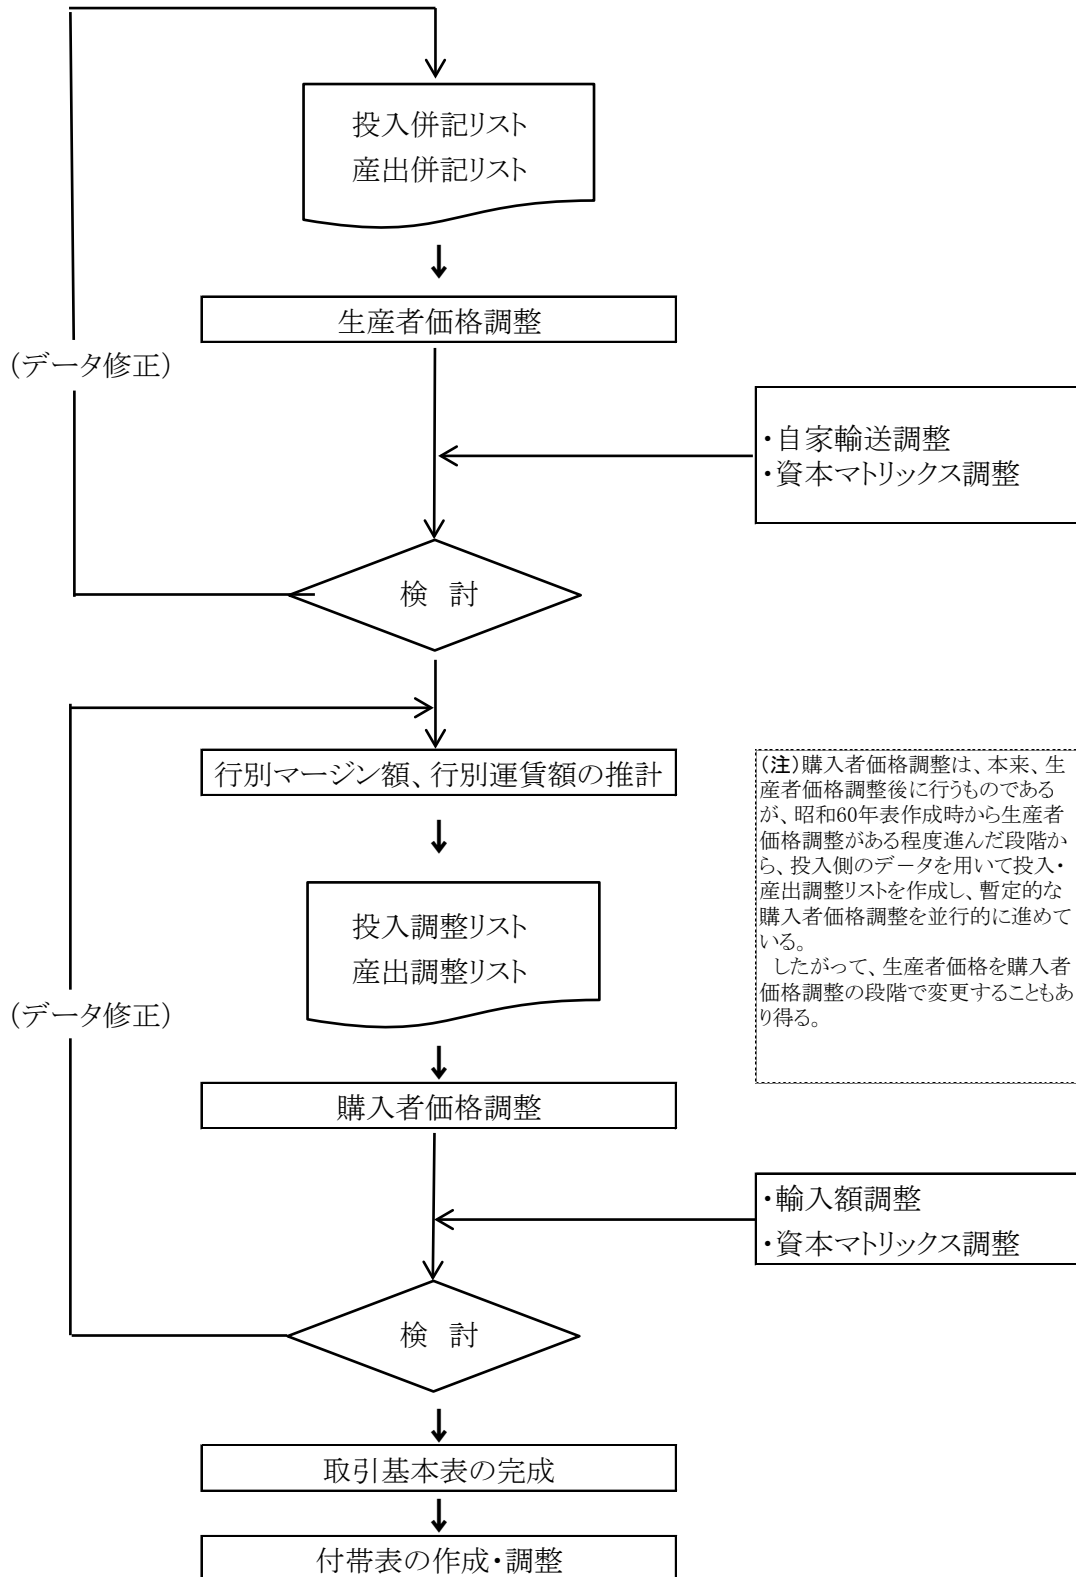 投入併記リスト
産出併記リスト
生産者価格調整
（データ修正）
・自家輸送調整
・資本マトリックス調整
検　討
行別マージン額、行別運賃額の推計
（注）購入者価格調整は、本来、生
産者価格調整後に行うものである
が、昭和60年表作成時から生産者
価格調整がある程度進んだ段階か
ら、投入側のデータを用いて投入・
産出調整リストを作成し、暫定的な
購入者価格調整を並行的に進めて
いる。
　したがって、生産者価格を購入者
価格調整の段階で変更することもあ
り得る。
投入調整リスト
産出調整リスト
（データ修正）
購入者価格調整
・輸入額調整
・資本マトリックス調整
検　討
取引基本表の完成
付帯表の作成・調整